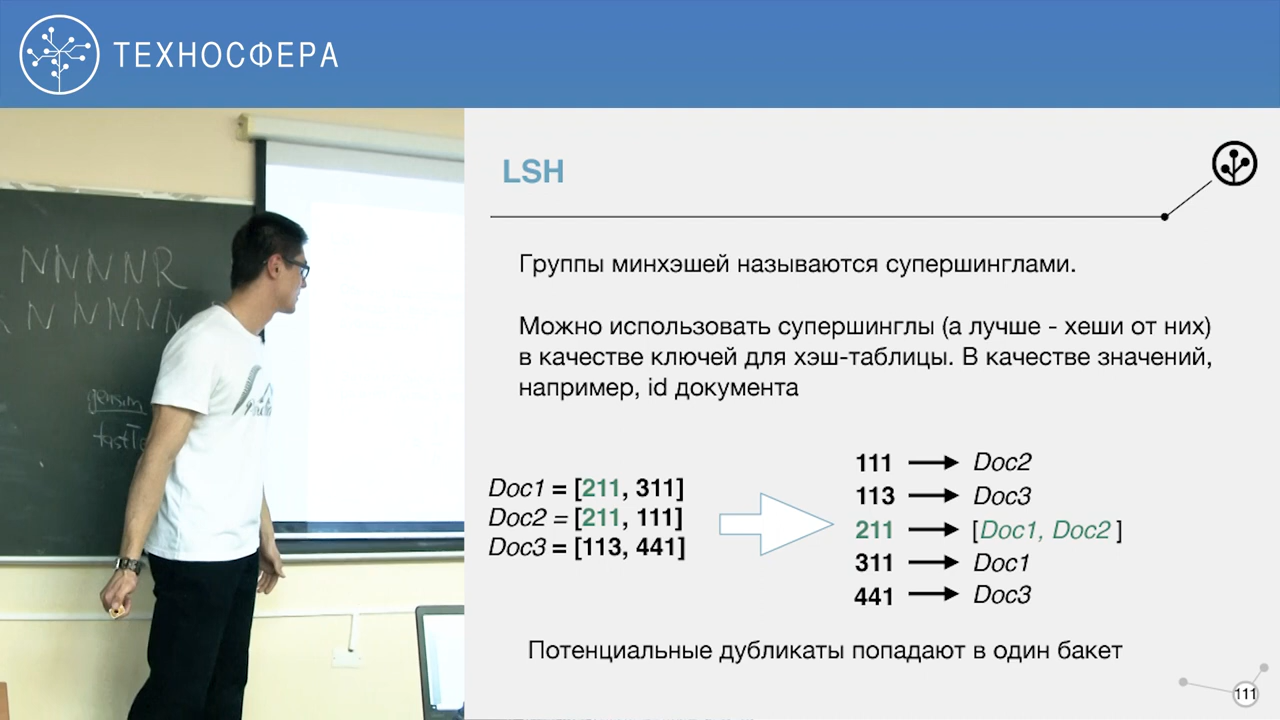 ТЕХНОСФЕРА
NNNNR
N NNNN
gensim
LSH
Группы минхэшей называются супершинглами.
Можно использовать супершинглы (а лучше - хеши от них)
в качестве ключей для хэш-таблицы. В качестве значений,
например, id документа
Doc1 = [211, 311]
Doc2 = [211, 111]
Doc3 = [113, 441]
111 → Doc2
113 → Doc3
211 → [Doc1, Doc2 ]
311 → Doc1
441 → Doc3
Потенциальные дубликаты попадают в один бакет
111